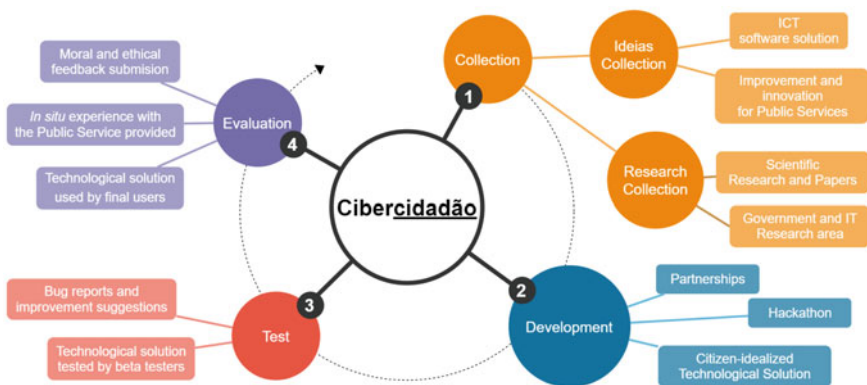 Cibercidadão
1
Collection
Ideias
Collection
ICT
software solution
Improvement and
innovation
for Public Services
Research
Collection
Scientific
Research and Papers
Government and IT
Research area
2
Development
Partnerships
Hackathon
Citizen-idealized
Technological Solution
3
Test
Bug reports and
improvement suggestions
Technological solution
tested by beta testers
4
Evaluation
Moral and ethical
feedback submision
In situ experience with
the Public Service provided
Technological solution
used by final users